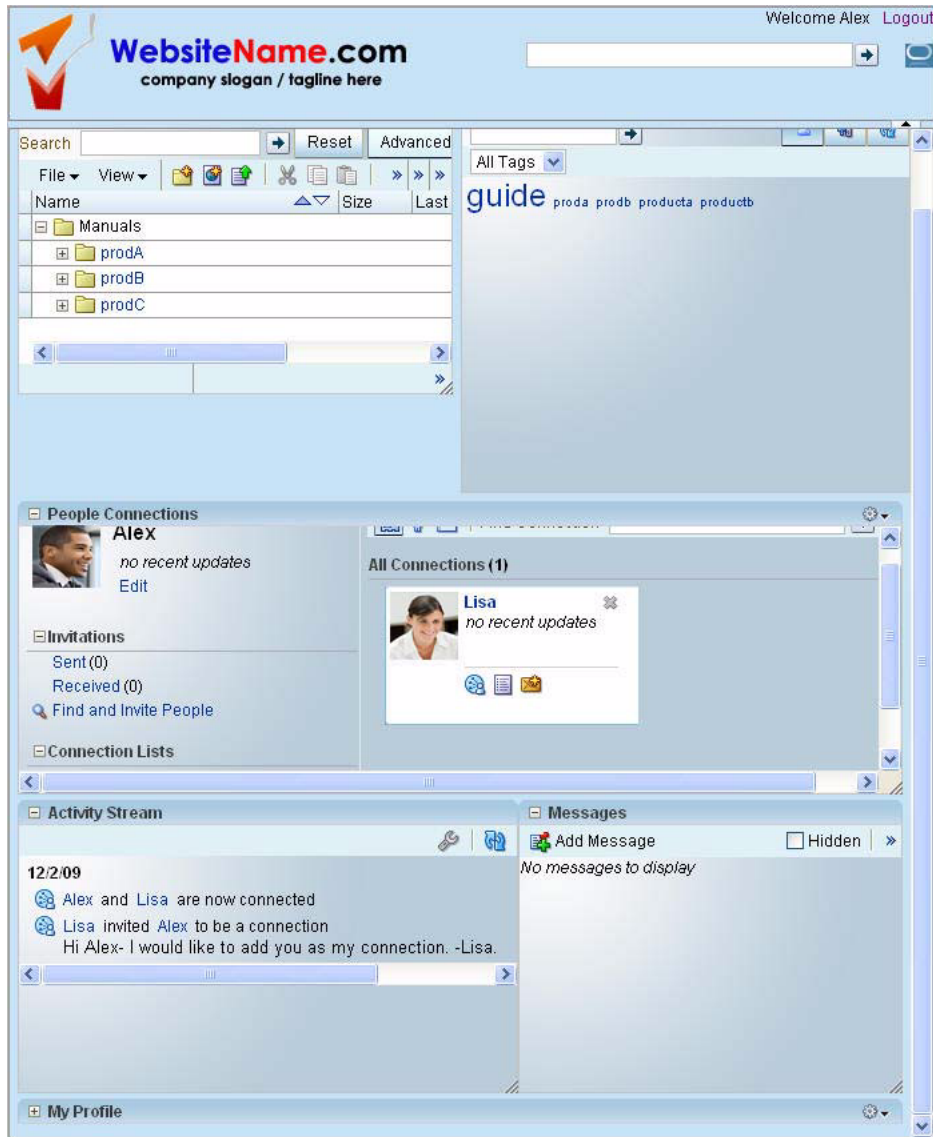 Welcome Alex Logout
WebsiteName.com
company slogan / tagline here
Search Reset Advanced
File View
Name Size Last
Manuals
prodA
prodB
prodC
All Tags
guide proda prodb producta productb
People Connections
Alex
no recent updates
Edit
Invitations
Sent (0)
Received (0)
Find and Invite People
Connection Lists
All Connections (1)
Lisa
no recent updates
Activity Stream
12/2/09
Alex and Lisa are now connected
Lisa invited Alex to be a connection
Hi Alex- I would like to add you as my connection. -Lisa.
Messages
Add Message Hidden
No messages to display
My Profile